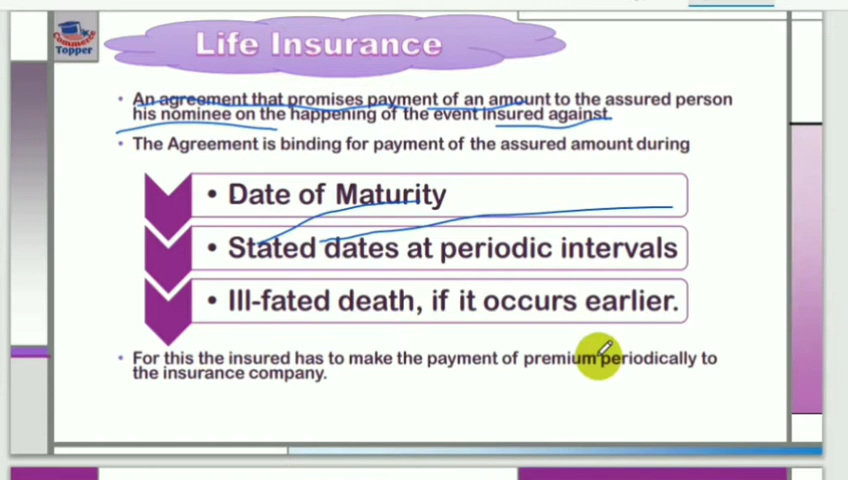 Commerce
Topper
Life Insurance
• An agreement that promises payment of an amount to the assured person
his nominee on the happening of the event insured against.
• The Agreement is binding for payment of the assured amount during
• Date of Maturity
• Stated dates at periodic intervals
• Ill-fated death, if it occurs earlier.
• For this the insured has to make the payment of premium periodically to
the insurance company.